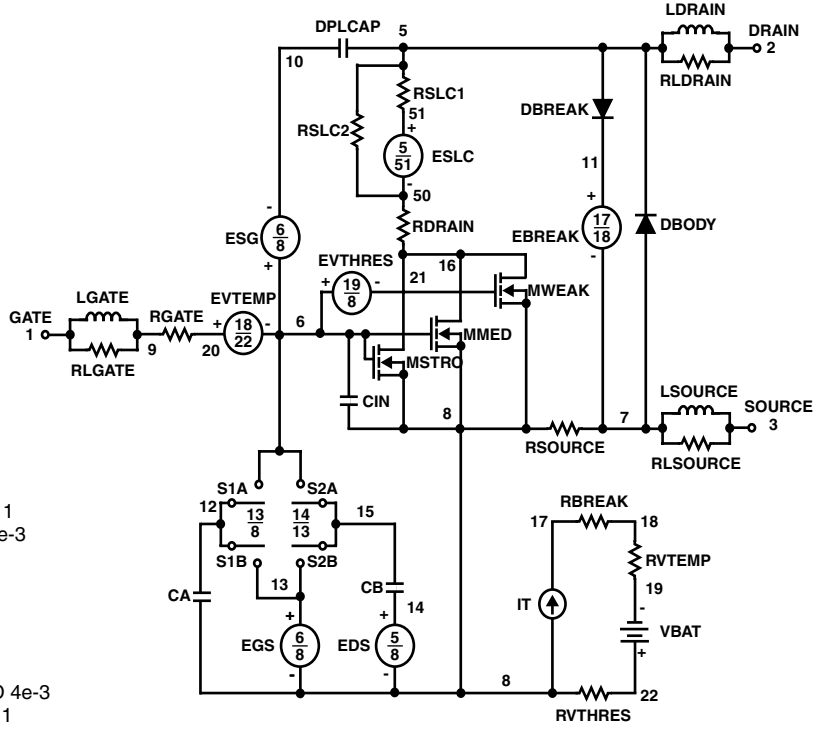 LDRAIN
DPLCAP 5 DRAIN
10 2
RSLC1 RLDRAIN
51 DBREAK
RSLC2 +
5
51 ESLC 11
- 50
- +
ESG 6
8 RDRAIN EBREAK 17
18 DBODY
+ EVTHRES 16 -
+ 19
8 - 21 MWEAK
LGATE EVTEMP
GATE RGATE + 18
22 - 6 MMED
1 9 20 MSTRO
RLGATE LSOURCE
CIN 8 7 SOURCE
3
RSOURCE RLSOURCE
S1A S2A
12 13
8 14
13 15 RBREAK
1 17 18
e-3 S1B S2B RVTEMP
13 CB 19
CA 14 IT -
+ + VBAT
EGS 6
8 EDS 5
8 +
- - 8 22
0 4e-3 RVTHRES
1